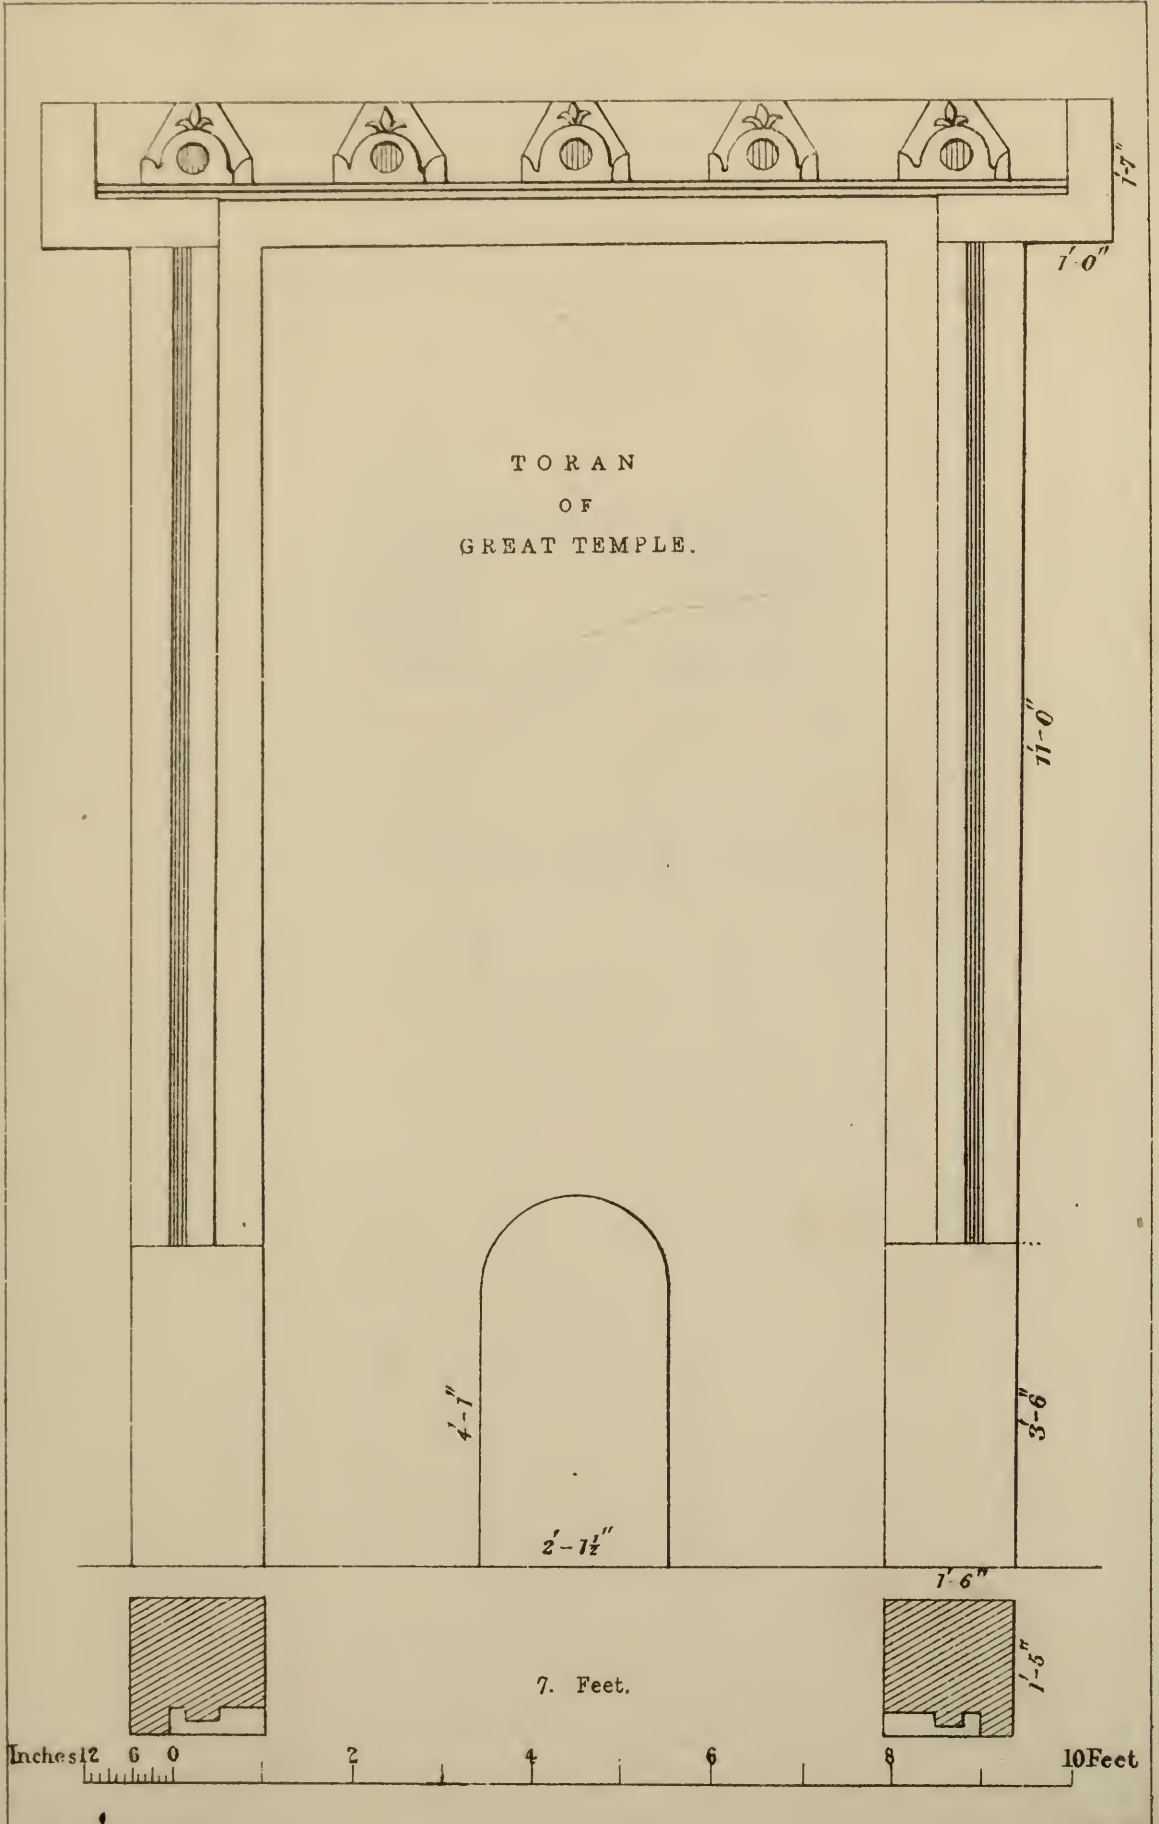 1'-7"
1'-0"
TORAN
OF
GREAT TEMPLE.
11'-0"
4'-1"
3'-6"
2'-1½"
1'-6"
1'-5"
7. Feet.
Inches 12 6 0 2 4 6 8 10 Feet